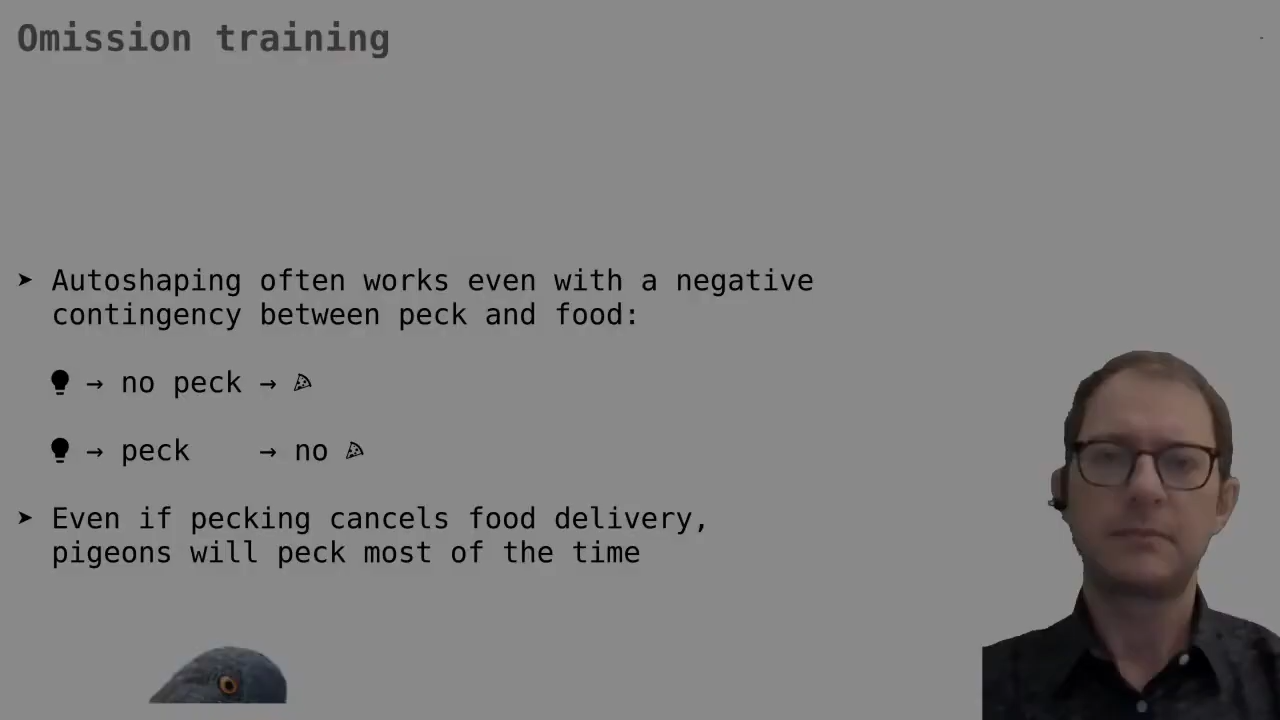 Omission training
➤ Autoshaping often works even with a negative
contingency between peck and food:
→ no peck →
→ peck → no
➤ Even if pecking cancels food delivery,
pigeons will peck most of the time